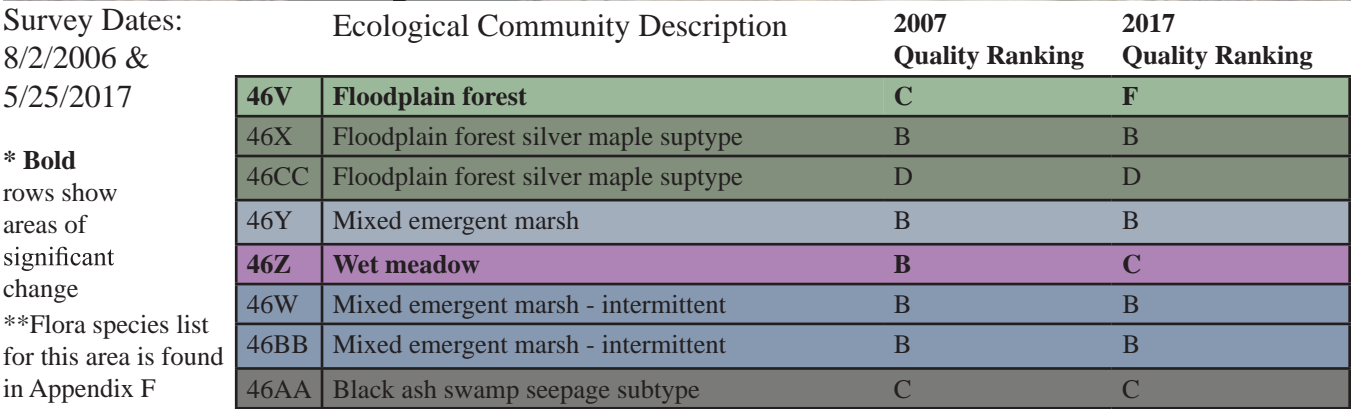 Survey Dates:
8/2/2006 &
5/25/2017
* Bold
rows show
areas of
significant
change
**Flora species list
for this area is found
in Appendix F
Ecological Community Description 2007 Quality Ranking 2017 Quality Ranking
46V Floodplain forest C F
46X Floodplain forest silver maple suptype B B
46CC Floodplain forest silver maple suptype D D
46Y Mixed emergent marsh B B
46Z Wet meadow B C
46W Mixed emergent marsh - intermittent B B
46BB Mixed emergent marsh - intermittent B B
46AA Black ash swamp seepage subtype C C